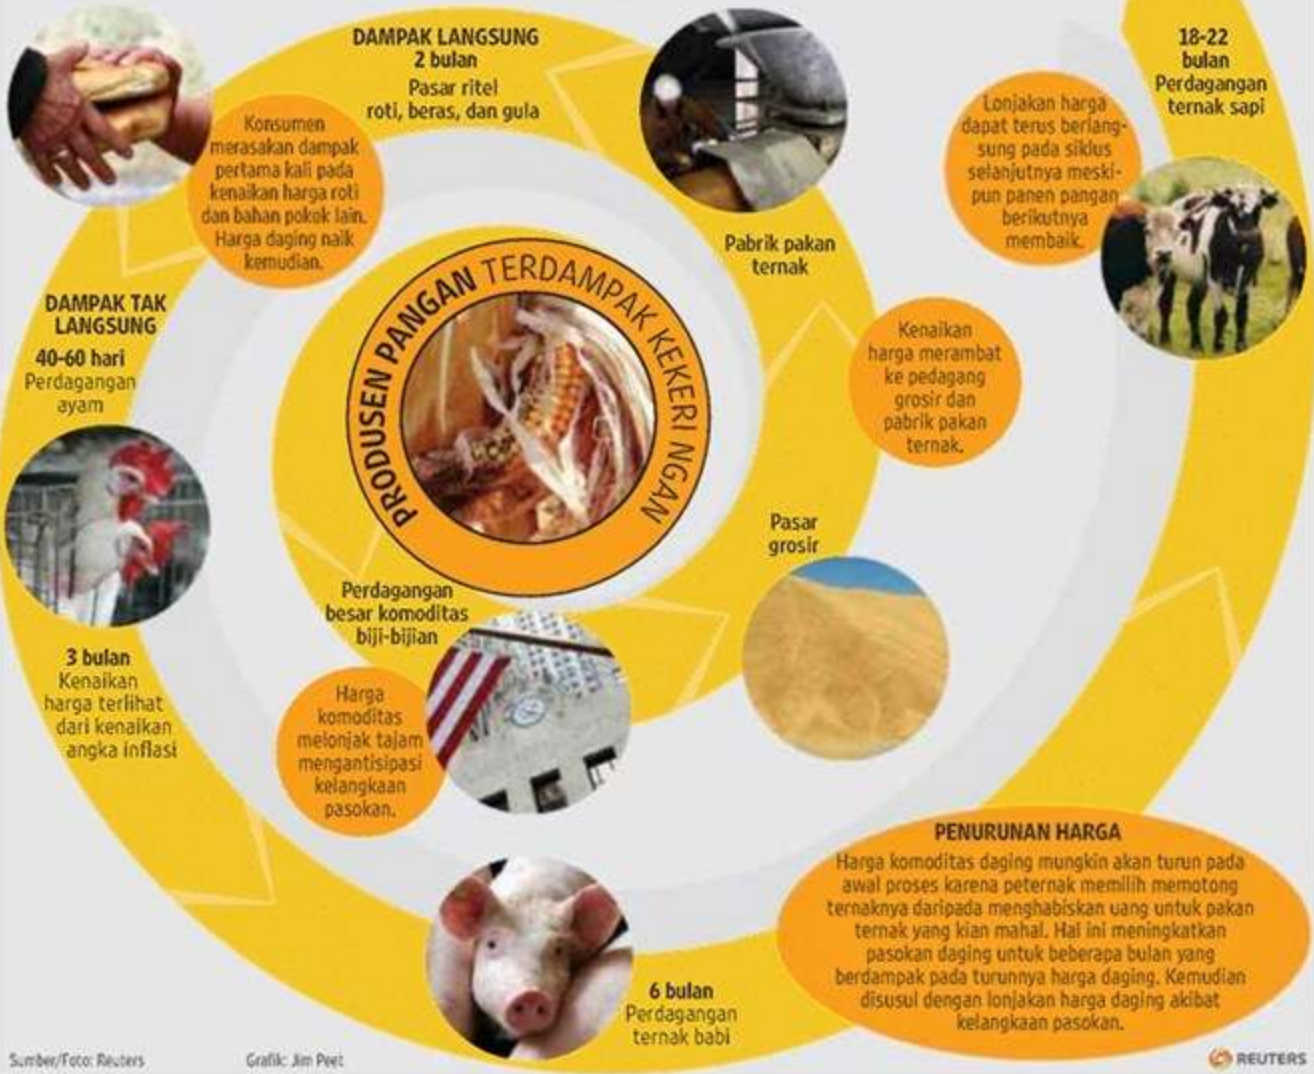 PRODUSEN PANGAN TERDAMPAK KEKERI NGAN
Perdagangan
besar komoditas
biji-bijian
Harga
komoditas
melonjak tajam
mengantisipasi
kelangkaan
pasokan.
Pasar
grosir
Kenaikan
harga merambat
ke pedagang
grosir dan
pabrik pakan
ternak.
Pabrik pakan
ternak
DAMPAK LANGSUNG
2 bulan
Pasar ritel
roti, beras, dan gula
Konsumen
merasakan dampak
pertama kali pada
kenaikan harga roti
dan bahan pokok lain.
Harga daging naik
kemudian.
DAMPAK TAK
LANGSUNG
40-60 hari
Perdagangan
ayam
3 bulan
Kenaikan
harga terlihat
dari kenaikan
angka inflasi
6 bulan
Perdagangan
ternak babi
PENURUNAN HARGA
Harga komoditas daging mungkin akan turun pada
awal proses karena peternak memilih memotong
ternaknya daripada menghabiskan uang untuk pakan
ternak yang kian mahal. Hal ini meningkatkan
pasokan daging untuk beberapa bulan yang
berdampak pada turunnya harga daging. Kemudian
disusul dengan lonjakan harga daging akibat
kelangkaan pasokan.
18-22
bulan
Perdagangan
ternak sapi
Lonjakan harga
dapat terus berlang-
sung pada siklus
selanjutnya meski-
pun panen pangan
berikutnya
membaik.
Sumber/Foto: Reuters
Grafik: Jim Peet
REUTERS